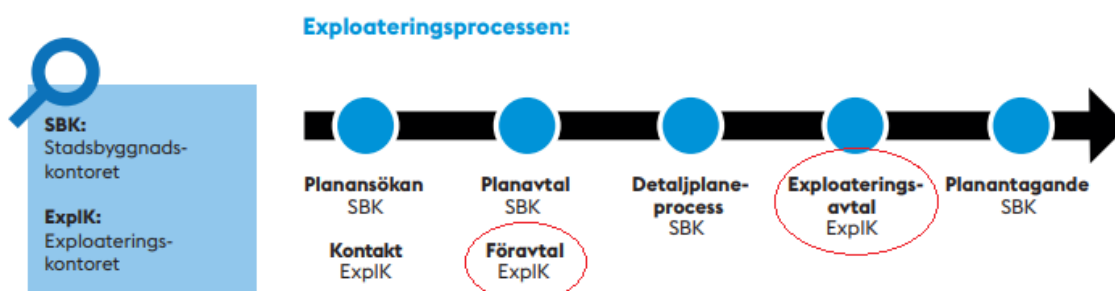 Exploateringsprocessen:
SBK:
Stadsbyggnads-
kontoret
ExplK:
Exploaterings-
kontoret
Planansökan
SBK
Kontakt
ExplK
Planavtal
SBK
Föravtal
ExplK
Detaljplane-
process
SBK
Exploaterings-
avtal
ExplK
Planantagande
SBK